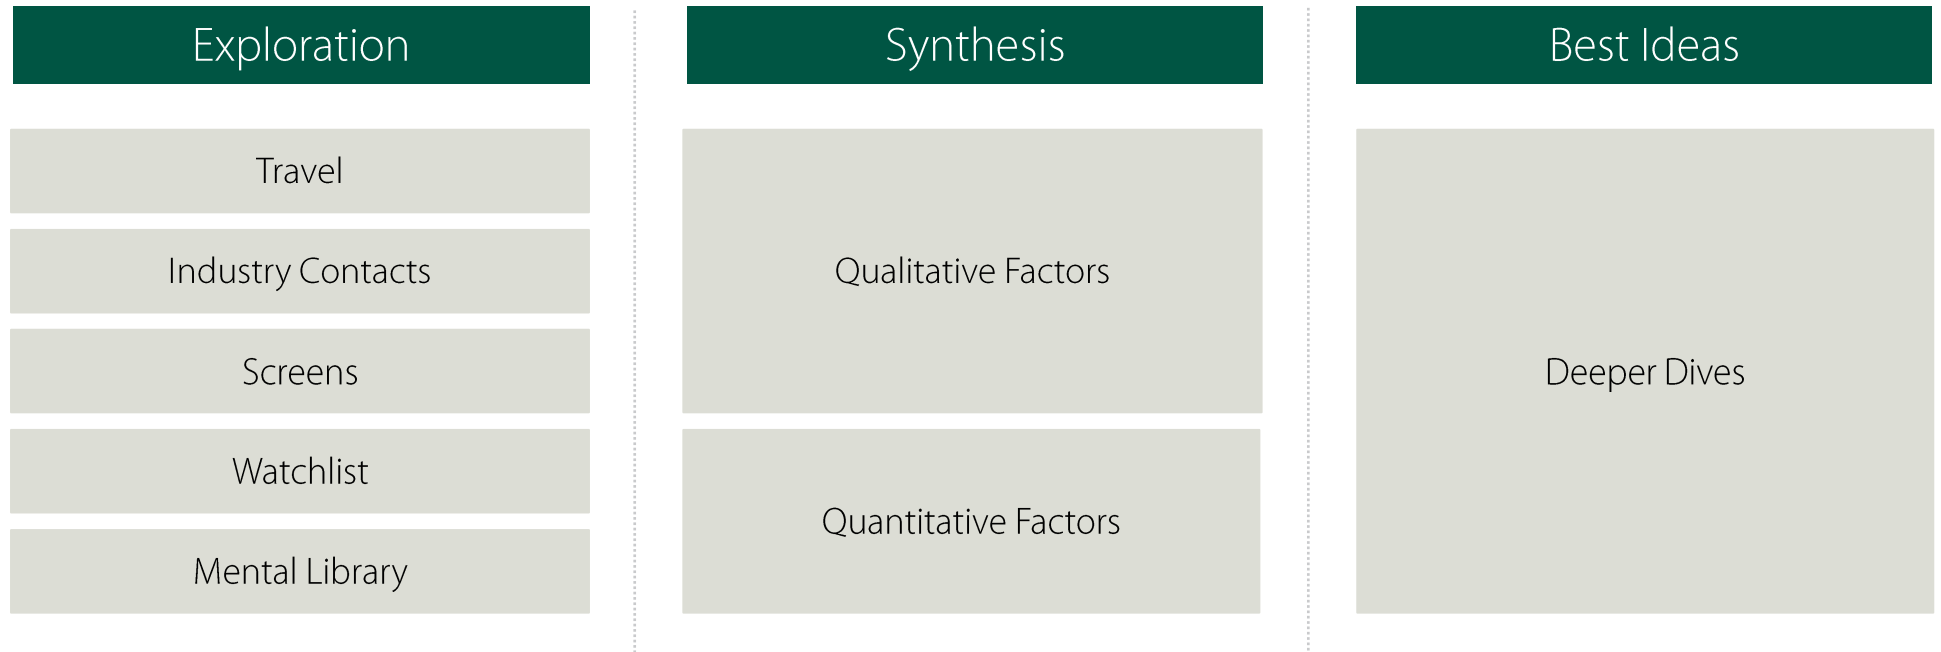 Exploration
Travel
Industry Contacts
Screens
Watchlist
Mental Library
Synthesis
Qualitative Factors
Quantitative Factors
Best Ideas
Deeper Dives